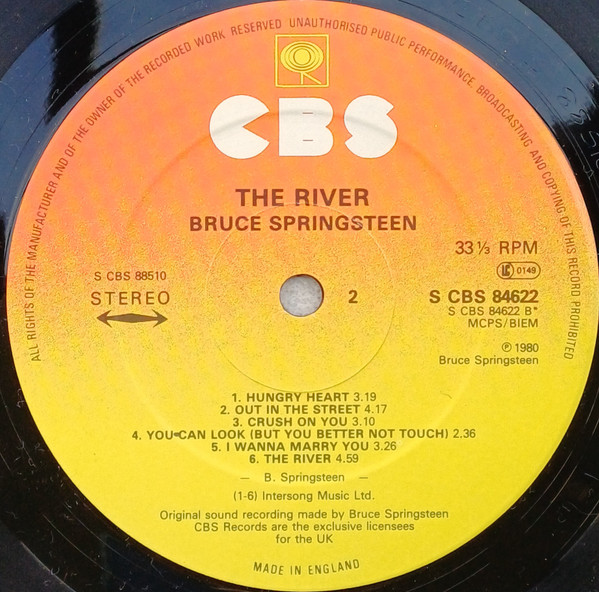 ALL RIGHTS OF THE MANUFACTURER AND OF THE OWNER OF THE RECORDED WORK RESERVED UNAUTHORISED PUBLIC PERFORMANCE, BROADCASTING AND COPYING OF THIS RECORD PROHIBITED
CBS
THE RIVER
BRUCE SPRINGSTEEN
33⅓ RPM
LC 0149
S CBS 88510
STEREO
2
S CBS 84622
S CBS 84622 B*
MCPS/BIEM
℗ 1980
Bruce Springsteen
1. HUNGRY HEART 3.19
2. OUT IN THE STREET 4.17
3. CRUSH ON YOU 3.10
4. YOU CAN LOOK (BUT YOU BETTER NOT TOUCH) 2.36
5. I WANNA MARRY YOU 3.26
6. THE RIVER 4.59
— B. Springsteen —
(1-6) Intersong Music Ltd.
Original sound recording made by Bruce Springsteen
CBS Records are the exclusive licensees
for the UK
MADE IN ENGLAND